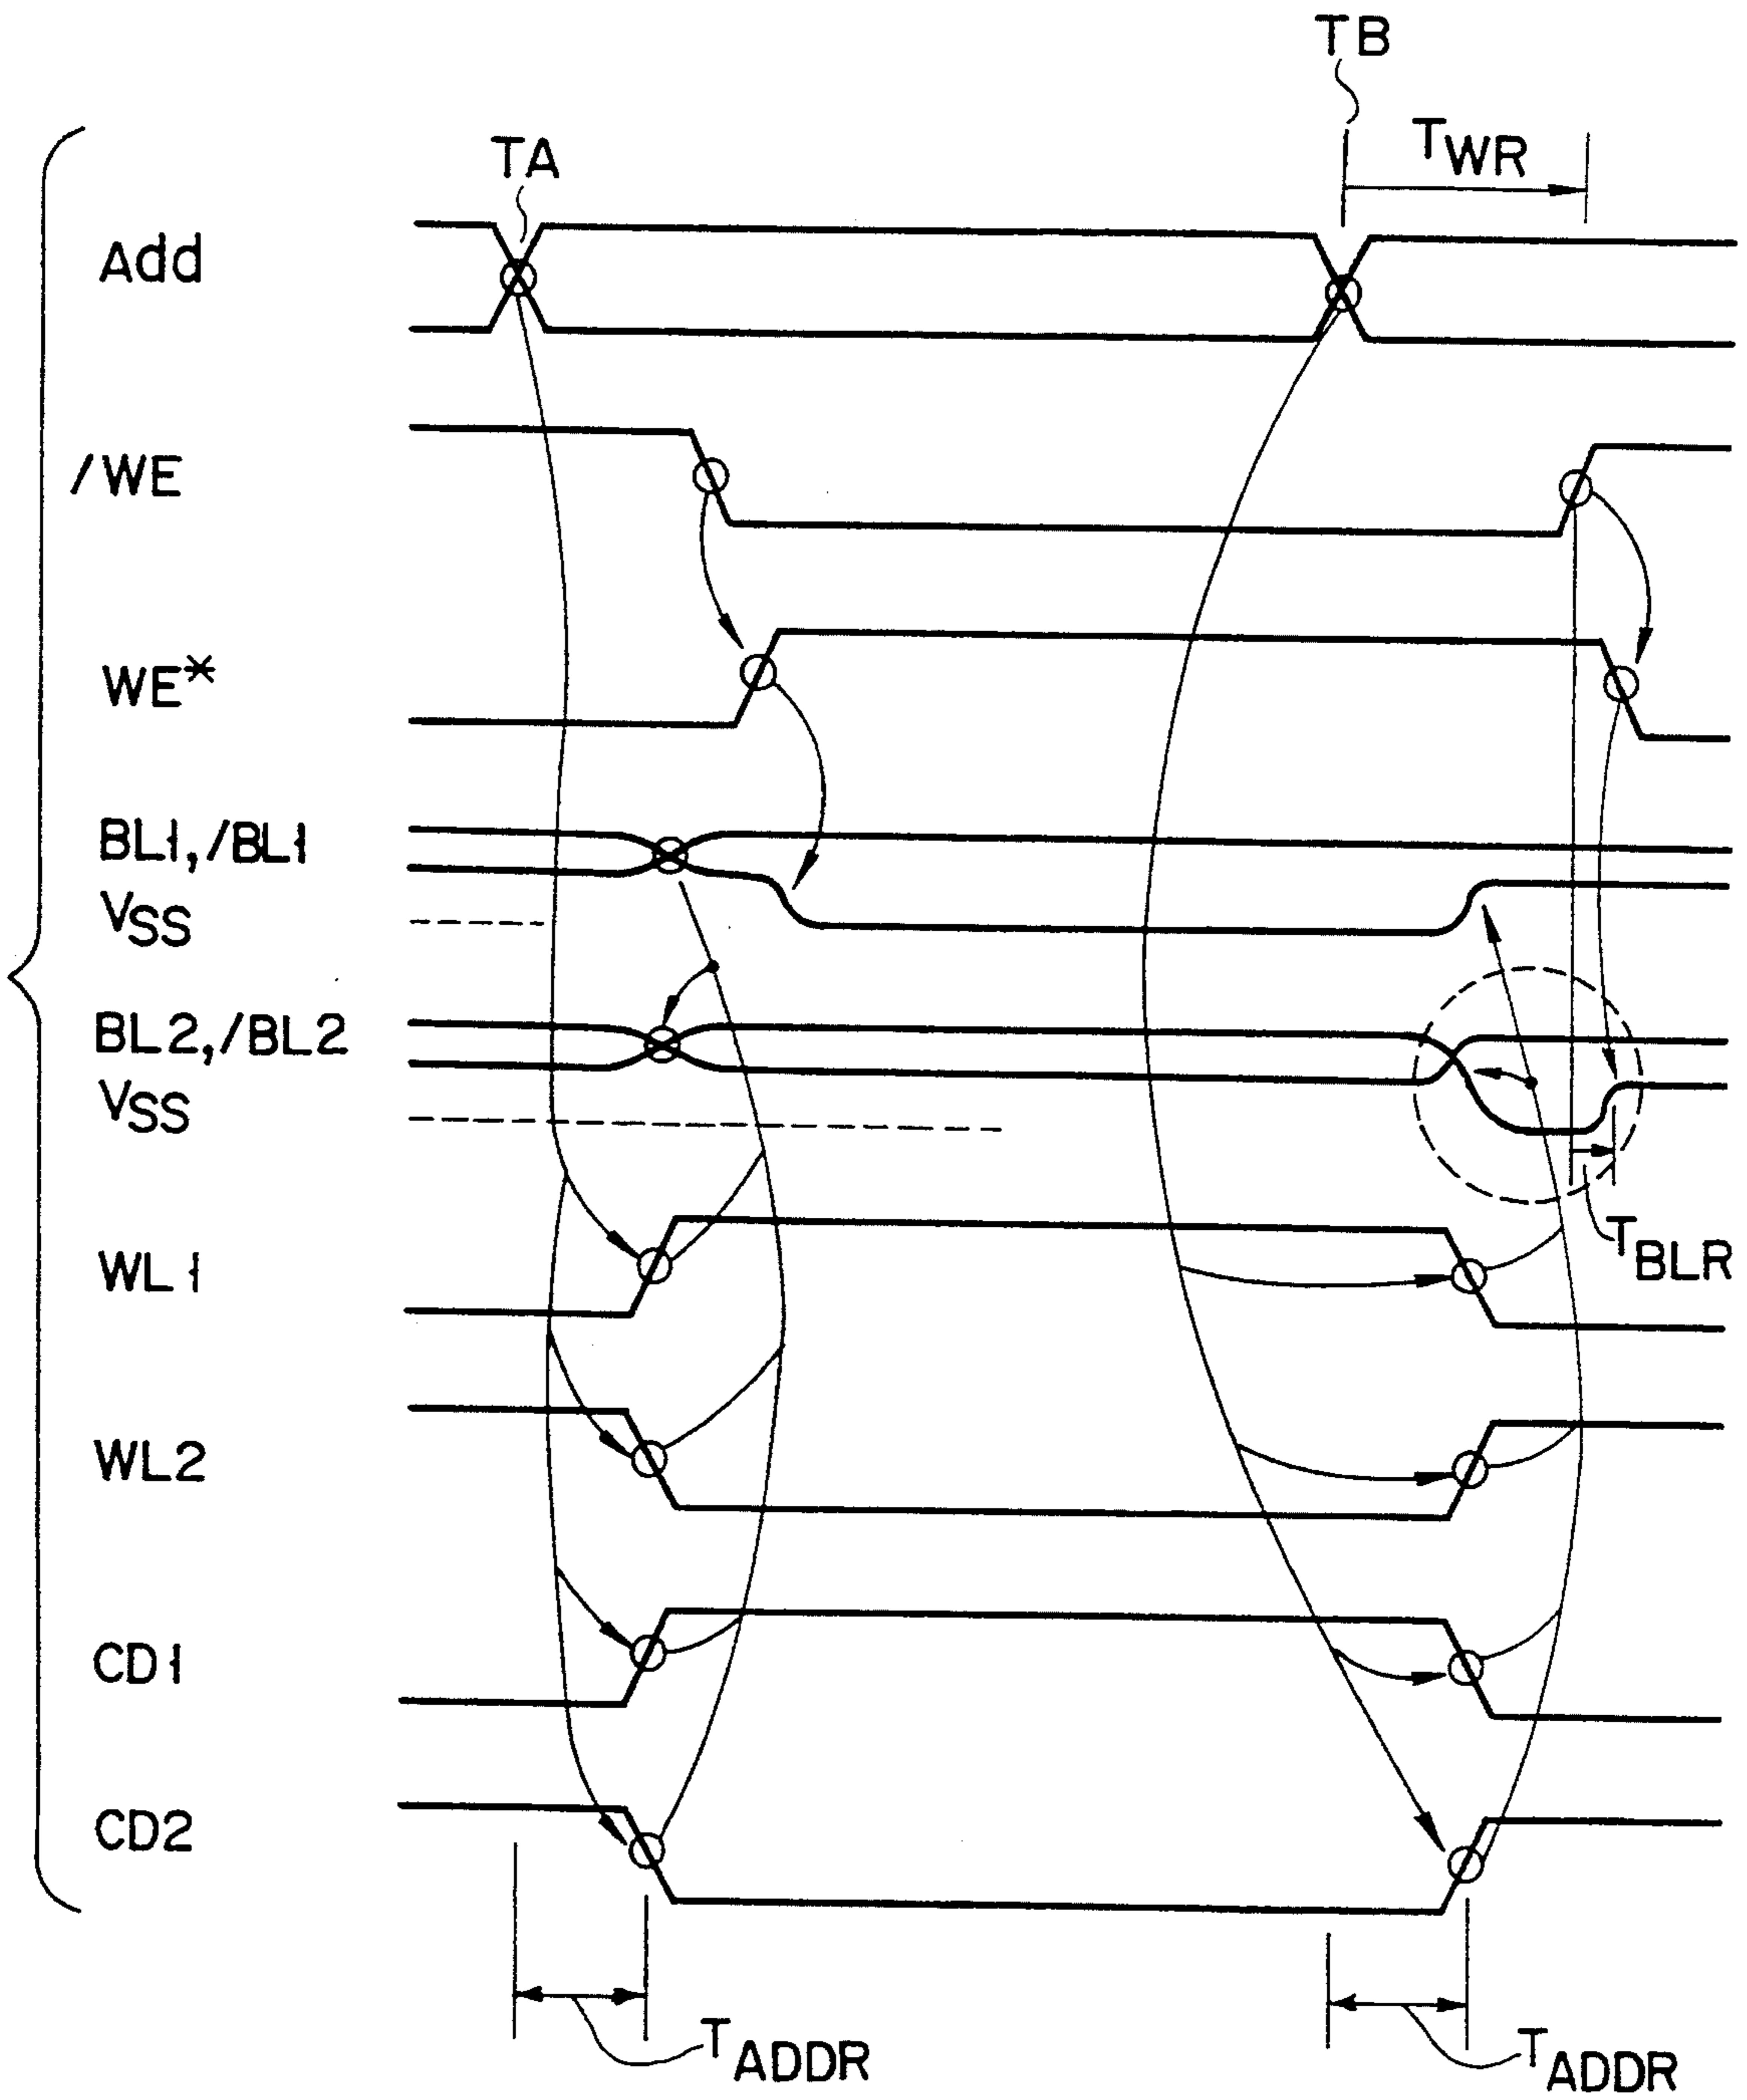 TB
TWR
TA
Add
/WE
WE*
BL1,/BL1
VSS
BL2,/BL2
VSS
TBLR
WL1
WL2
CD1
CD2
TADDR
TADDR